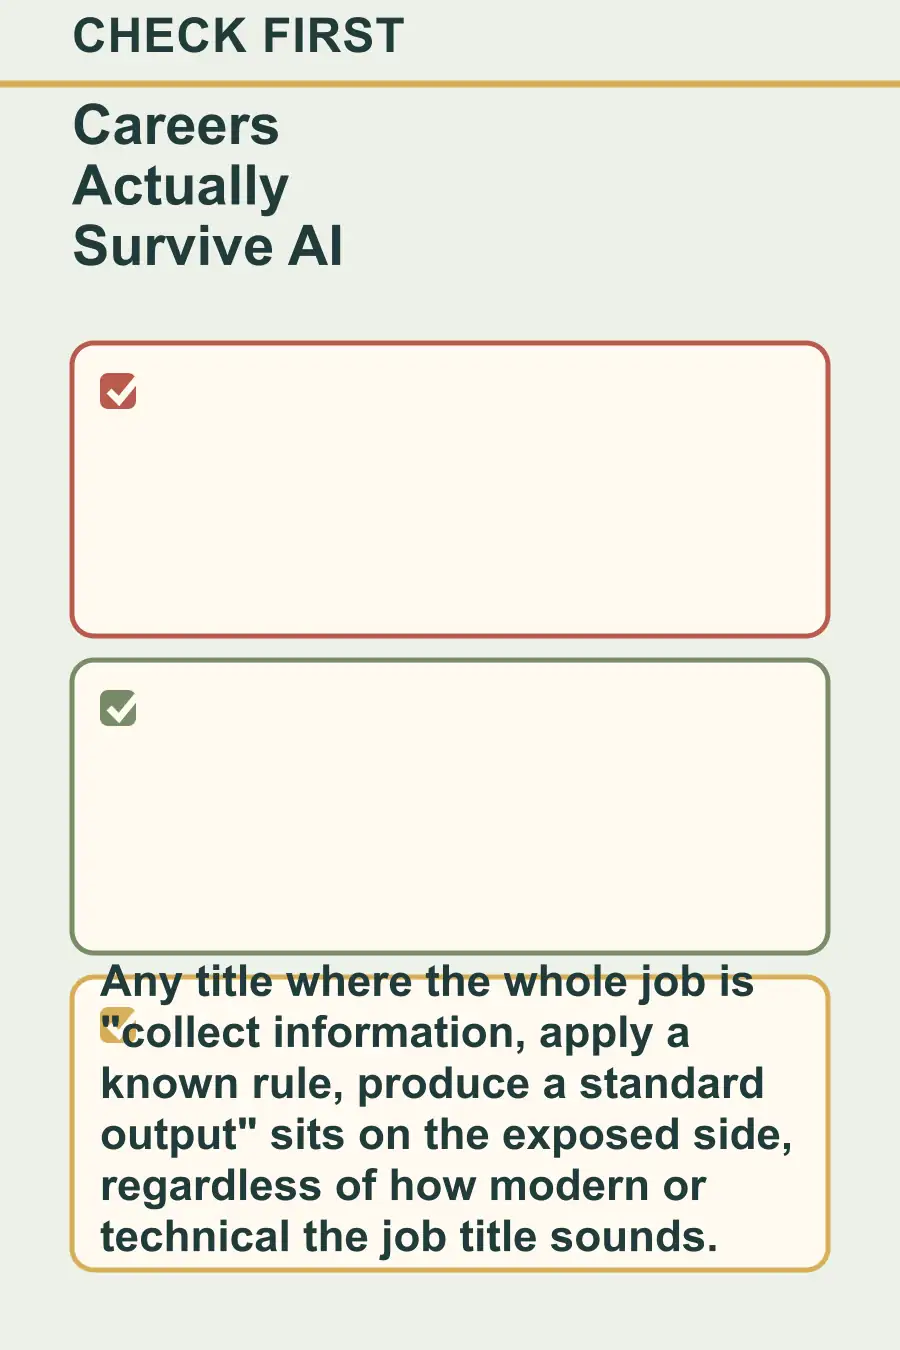 CHECK FIRST
Careers
Actually
Survive AI
Any title where the whole job is
"collect information, apply a
known rule, produce a standard
output" sits on the exposed side,
regardless of how modern or
technical the job title sounds.